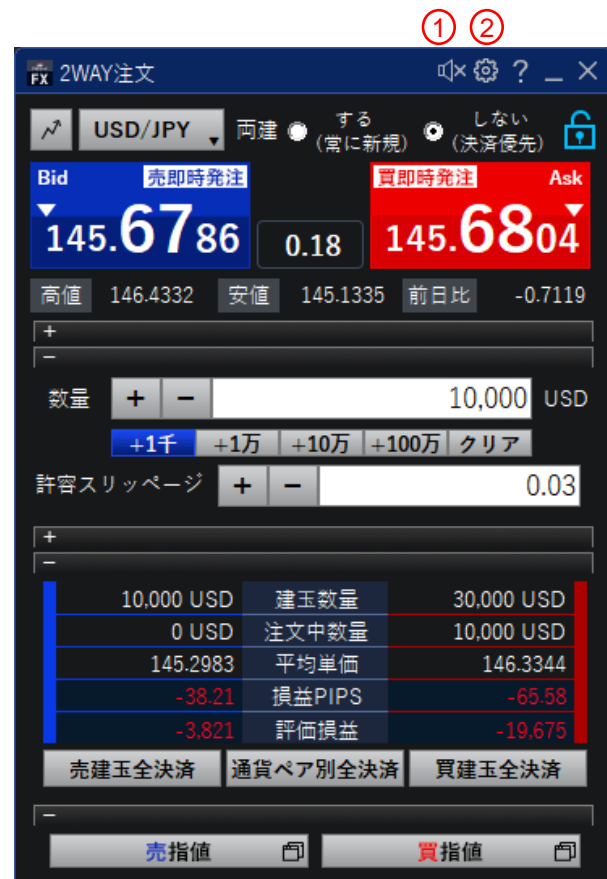 ① ②
FX 2WAY注文 ? _ ×
USD/JPY 両建 する (常に新規) しない (決済優先)
Bid 売即時発注 買即時発注 Ask
145.6786 0.18 145.6804
高値 146.4332 安値 145.1335 前日比 -0.7119
+
−
数量 + − 10,000 USD
+1千 +1万 +10万 +100万 クリア
許容スリッページ + − 0.03
+
−
10,000 USD 建玉数量 30,000 USD
0 USD 注文中数量 10,000 USD
145.2983 平均単価 146.3344
-38.21 損益PIPS -65.58
-3,821 評価損益 -19,675
売建玉全決済 通貨ペア別全決済 買建玉全決済
−
売指値 買指値